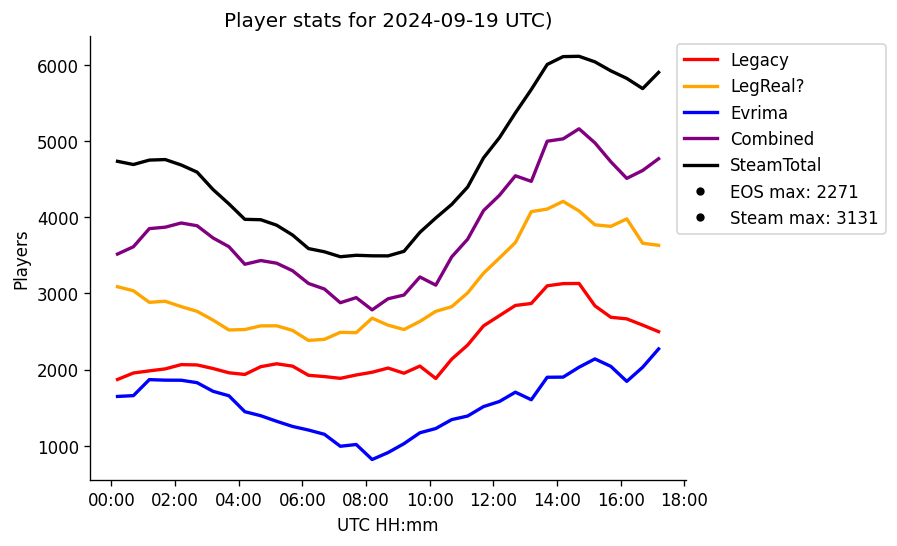 Player stats for 2024-09-19 UTC)
Players
6000
5000
4000
3000
2000
1000
00:00 02:00 04:00 06:00 08:00 10:00 12:00 14:00 16:00 18:00
UTC HH:mm
Legacy
LegReal?
Evrima
Combined
SteamTotal
EOS max: 2271
Steam max: 3131